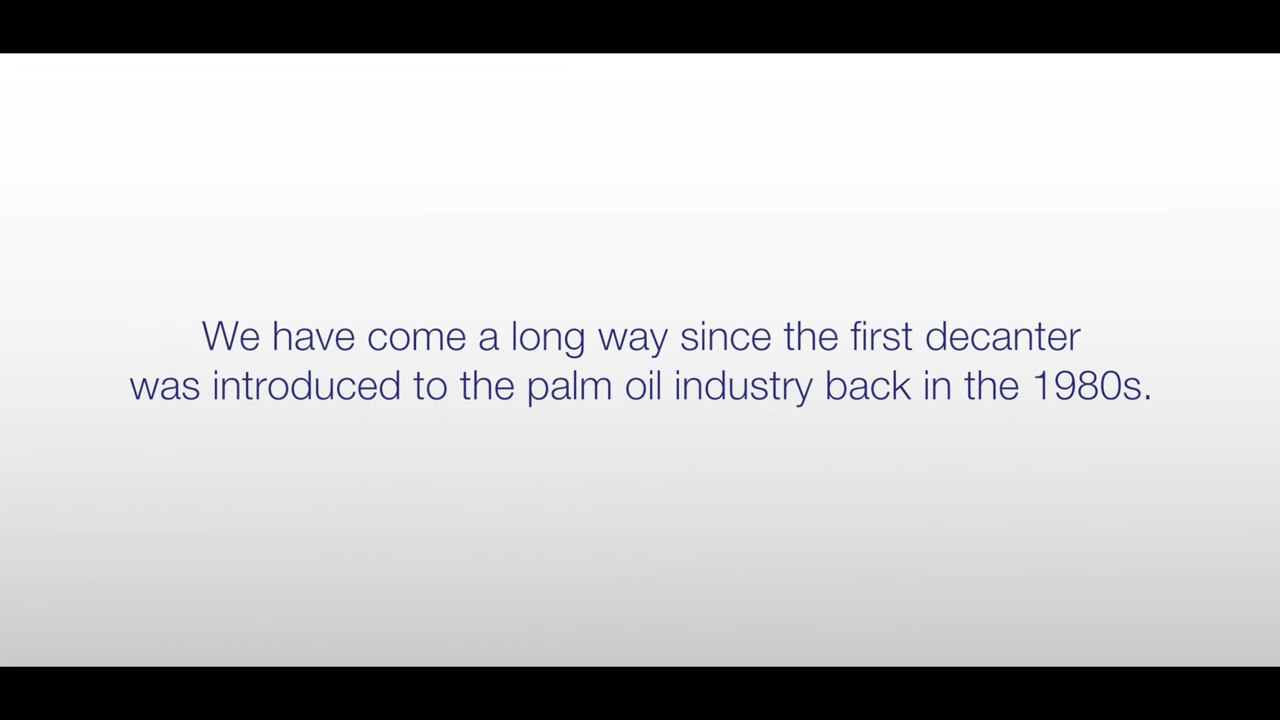 We have come a long way since the first decanter
was introduced to the palm oil industry back in the 1980s.